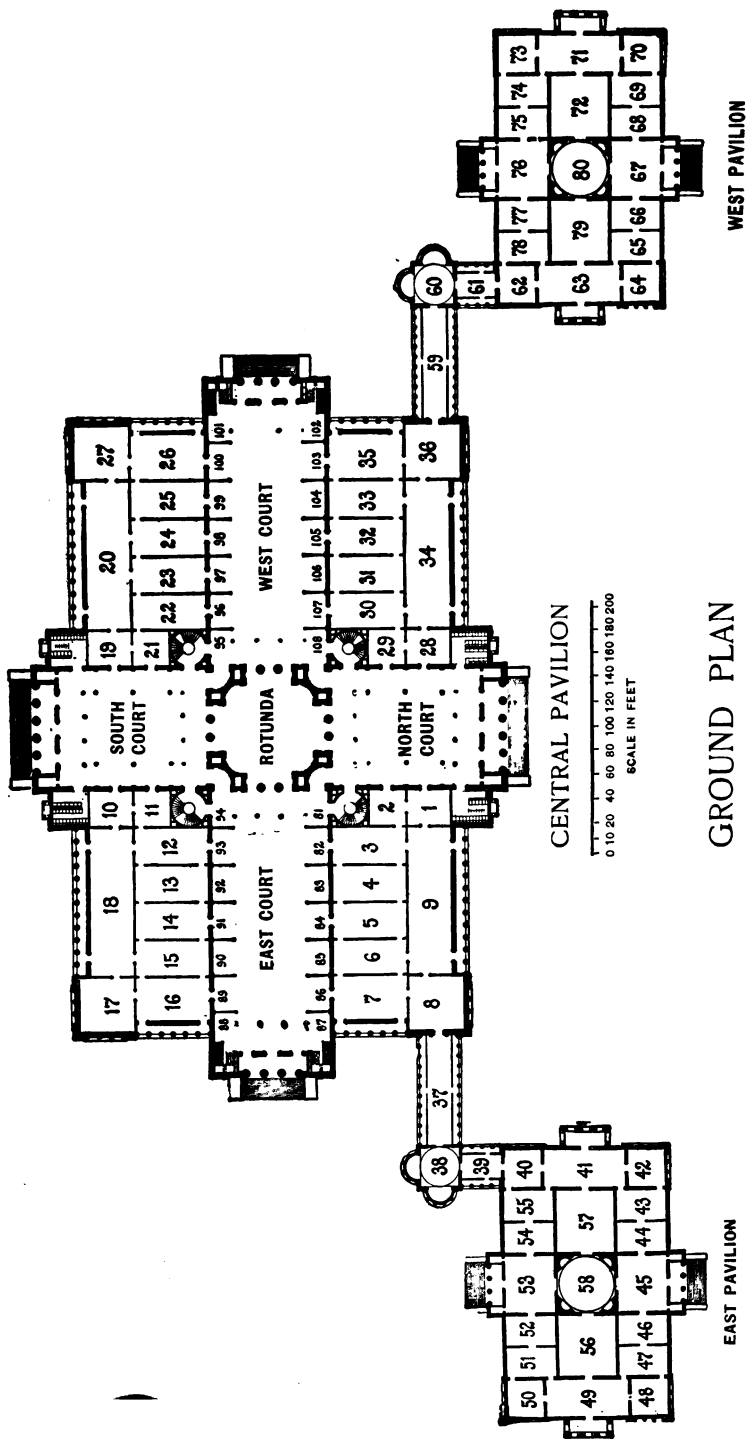 17 18 10 19 20 27
SOUTH
COURT
16 15 14 13 12 11 21 22 23 24 25 26
88 89 90 91 92 93 94 95 96 97 98 99 100 101
EAST COURT
ROTUNDA
WEST COURT
87 86 85 84 83 82 81 108 107 106 105 104 103 102
7 6 5 4 3 2 29 30 31 32 33 35
NORTH
COURT
8 9 1 28 34 36
38 37 59 60
39 61
50 51 52 53 54 55 40
49 56 58 57 41
48 47 46 45 44 43 42
62 78 77 76 75 74 73
63 79 80 72 71
64 65 66 67 68 69 70
CENTRAL PAVILION
0 10 20 40 60 80 100 120 140 160 180 200
SCALE IN FEET
EAST PAVILION
GROUND PLAN
WEST PAVILION